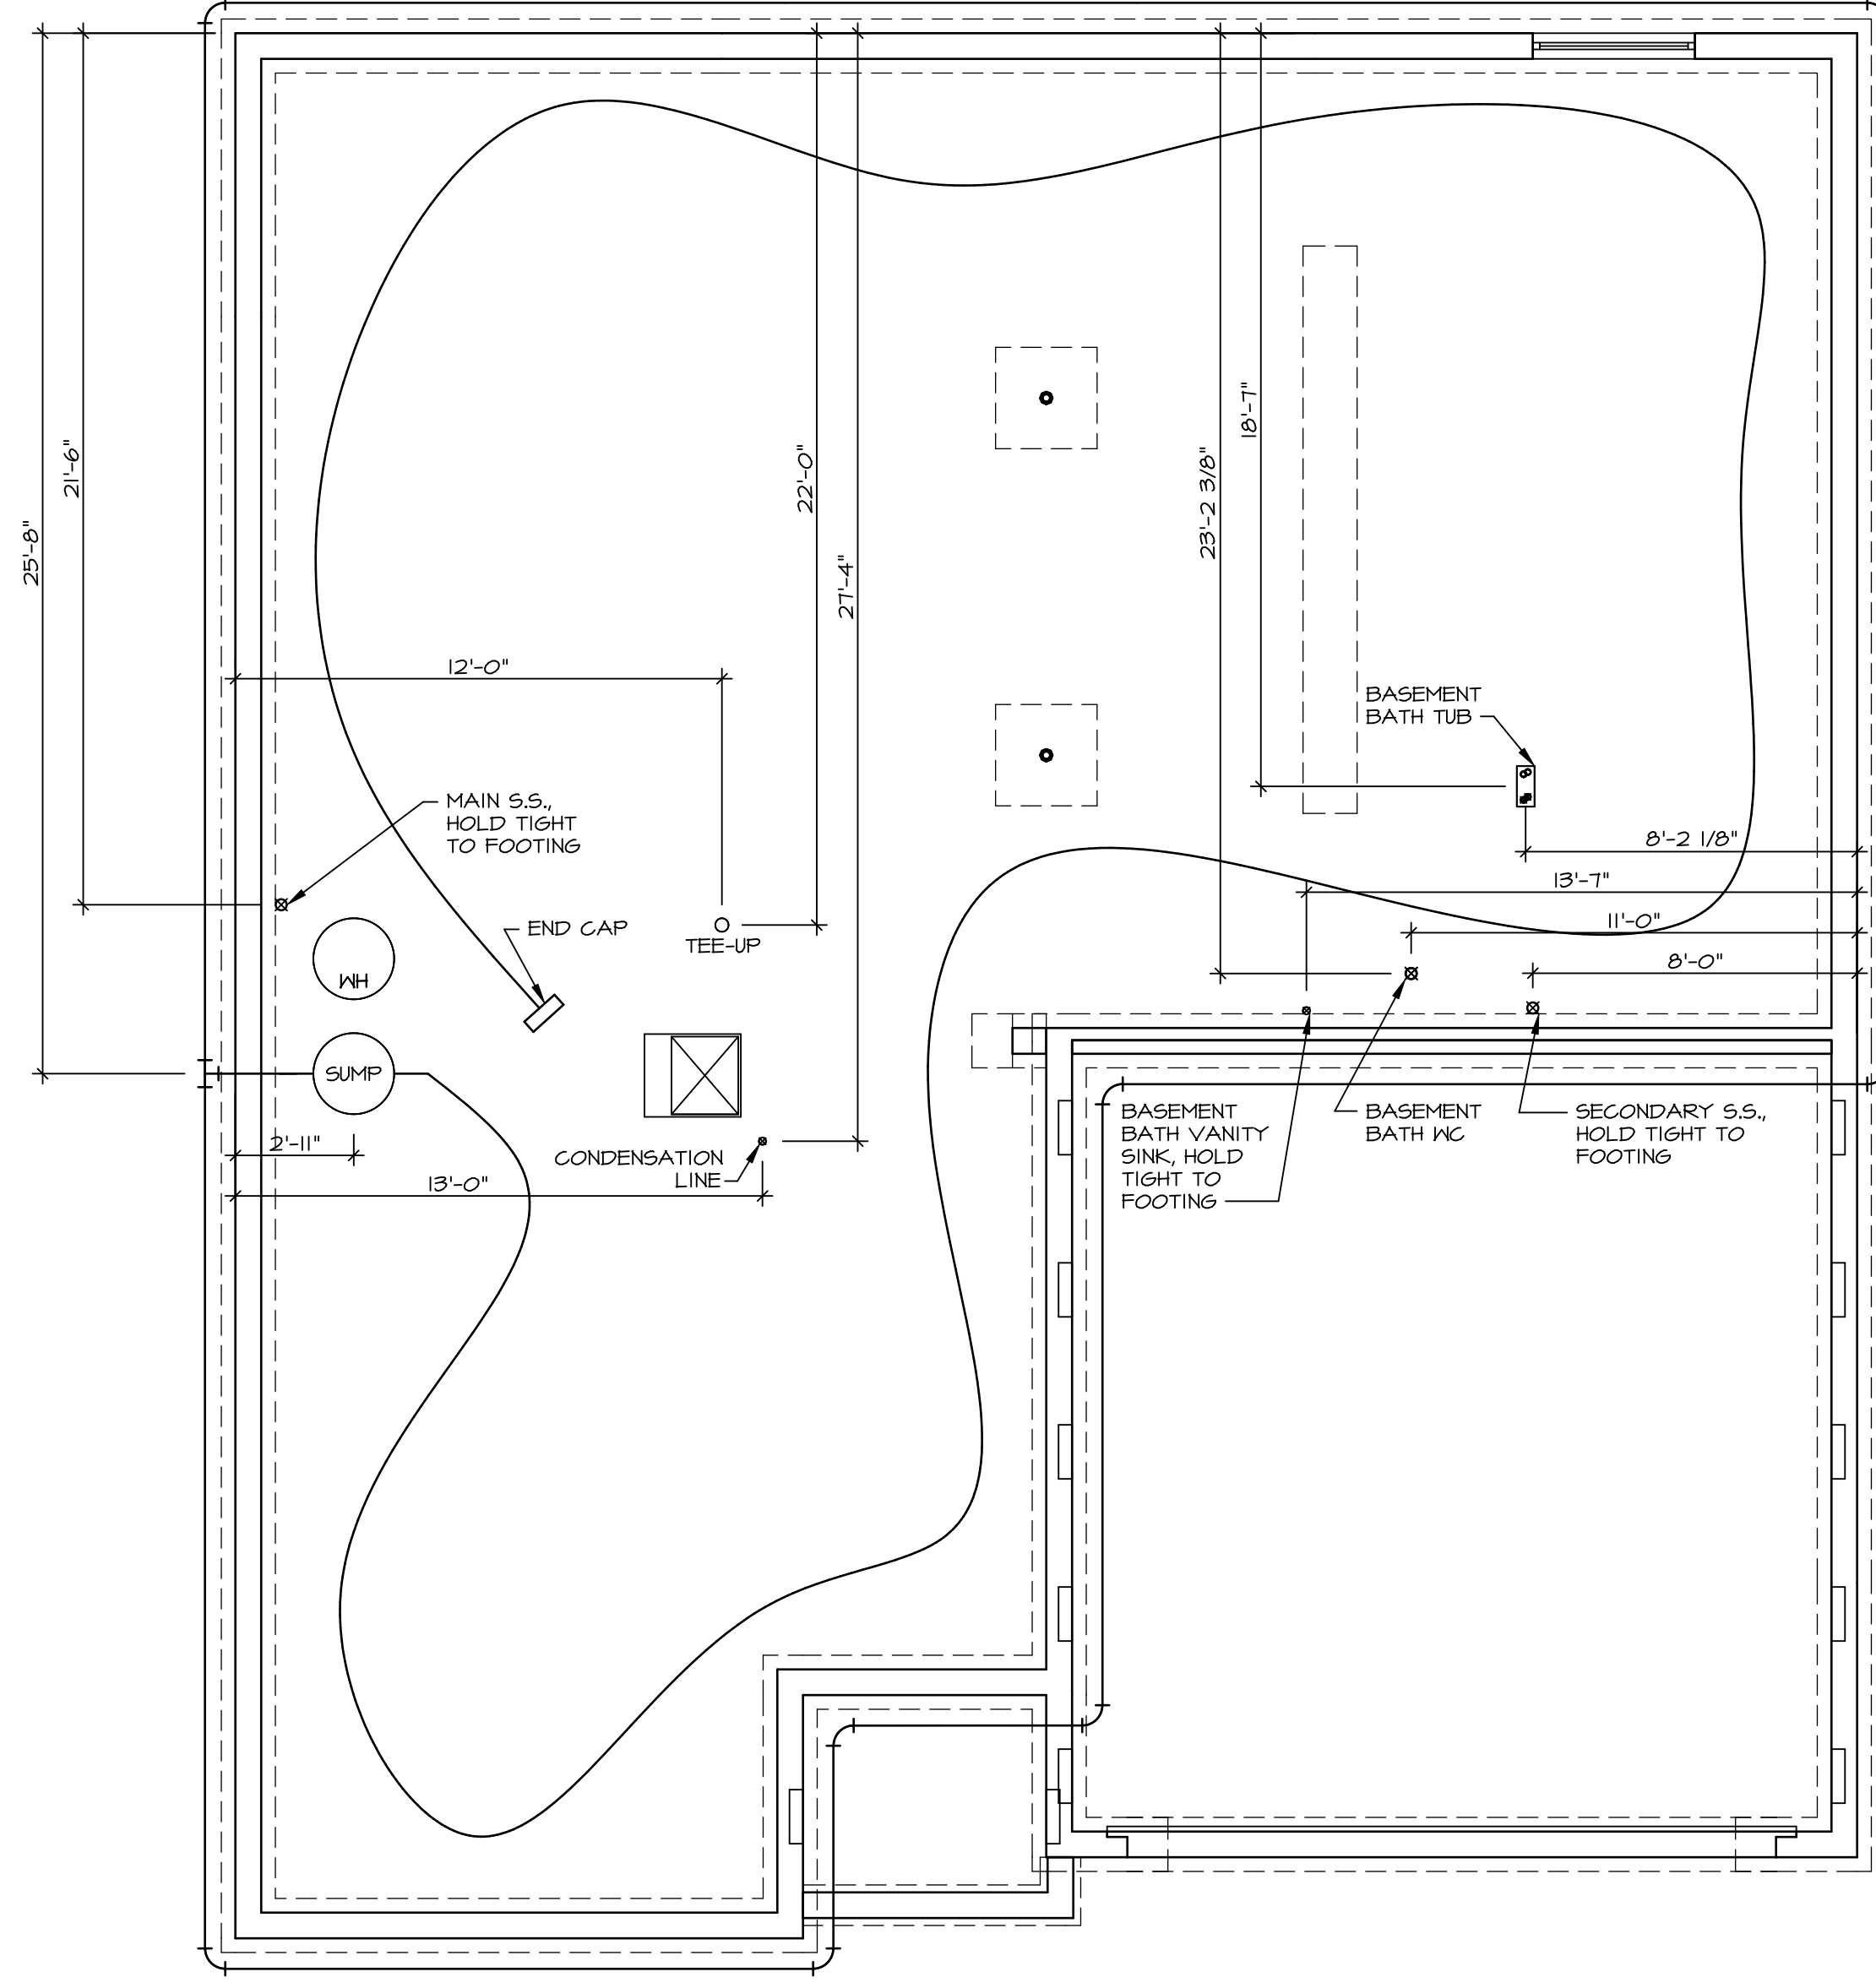 18'-7"
21'-6"
22'-0"
23'-2 3/8"
25'-8"
27'-4"
12'-0"
BASEMENT
BATH TUB
MAIN S.S.,
HOLD TIGHT
TO FOOTING
8'-2 1/8"
13'-7"
END CAP
11'-0"
TEE-UP
8'-0"
WH
SUMP
2'-11"
CONDENSATION
LINE
13'-0"
BASEMENT
BATH VANITY
SINK, HOLD
TIGHT TO
FOOTING
BASEMENT
BATH WC
SECONDARY S.S.,
HOLD TIGHT TO
FOOTING